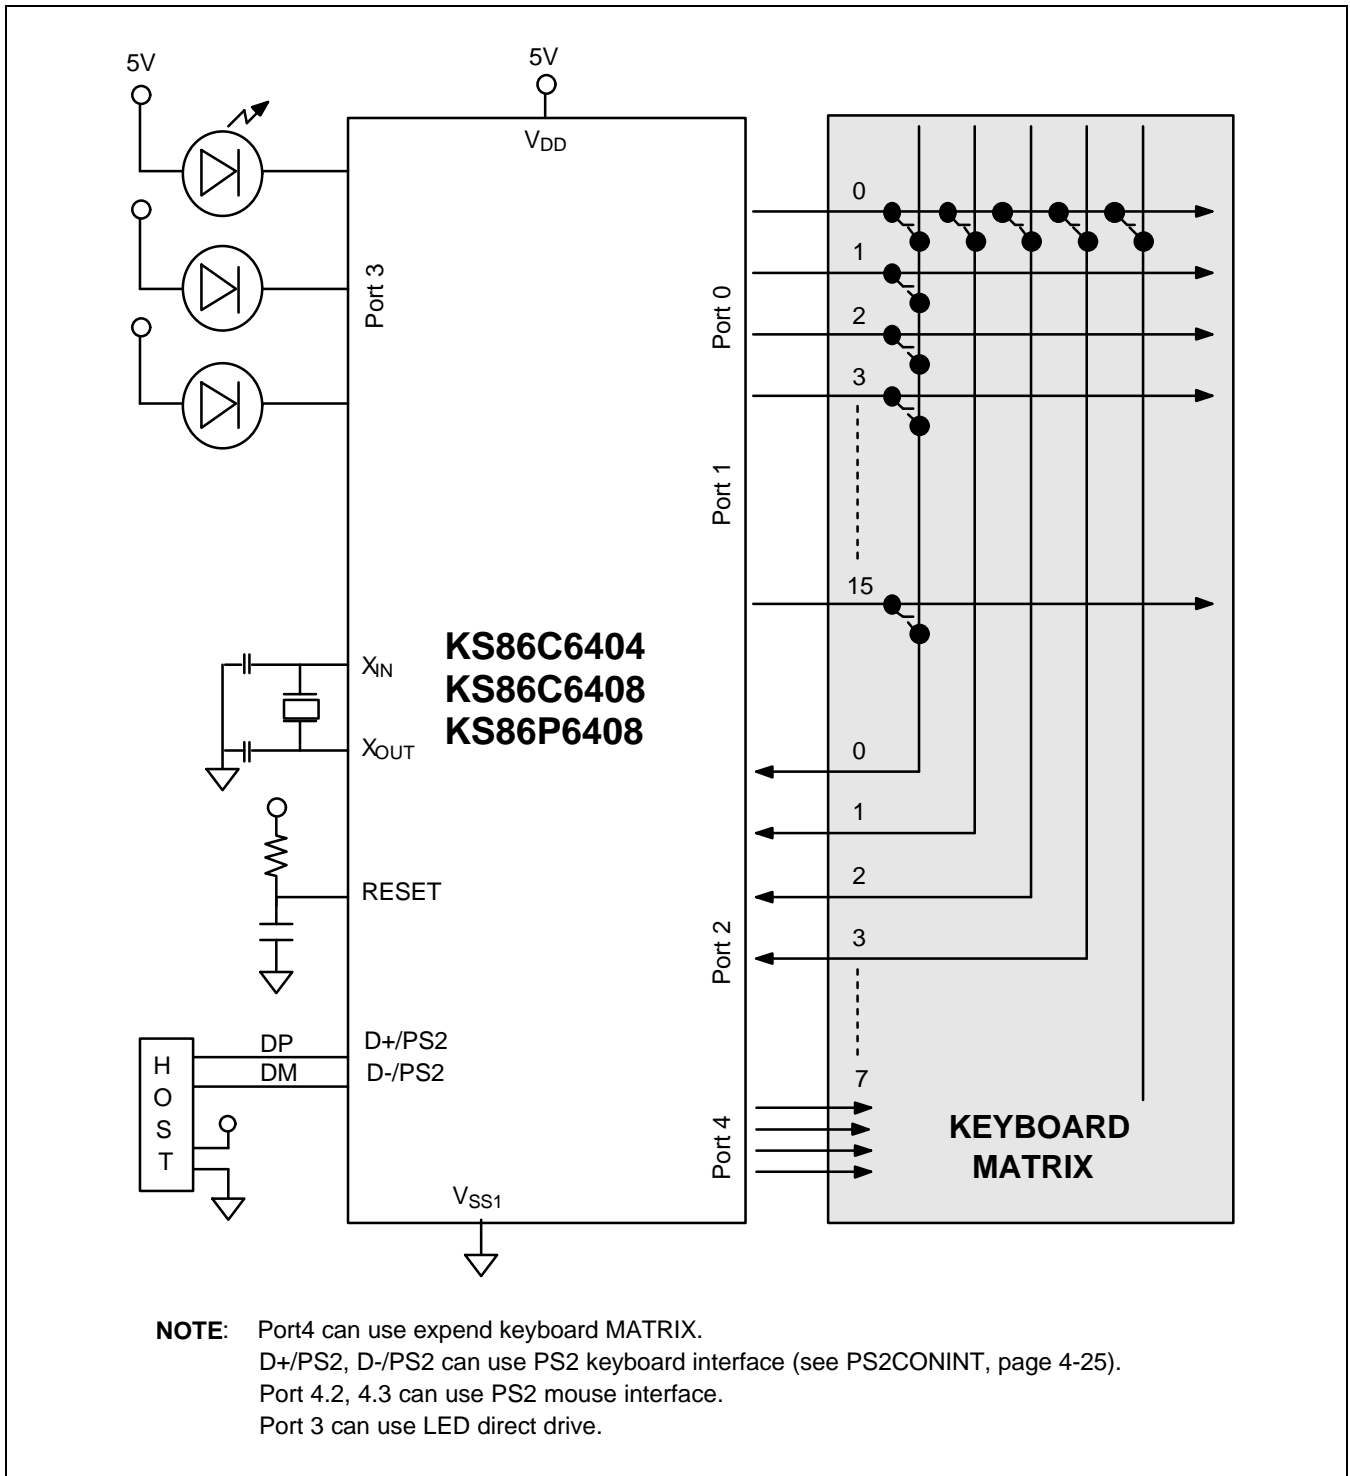 5V
5V
VDD
Port 3
Port 0
Port 1
0
1
2
3
15
KS86C6404
KS86C6408
KS86P6408
XIN
XOUT
RESET
0
1
2
3
7
Port 2
Port 4
DP
DM
D+/PS2
D-/PS2
HOST
VSS1
KEYBOARD
MATRIX
NOTE: Port4 can use expend keyboard MATRIX.
D+/PS2, D-/PS2 can use PS2 keyboard interface (see PS2CONINT, page 4-25).
Port 4.2, 4.3 can use PS2 mouse interface.
Port 3 can use LED direct drive.